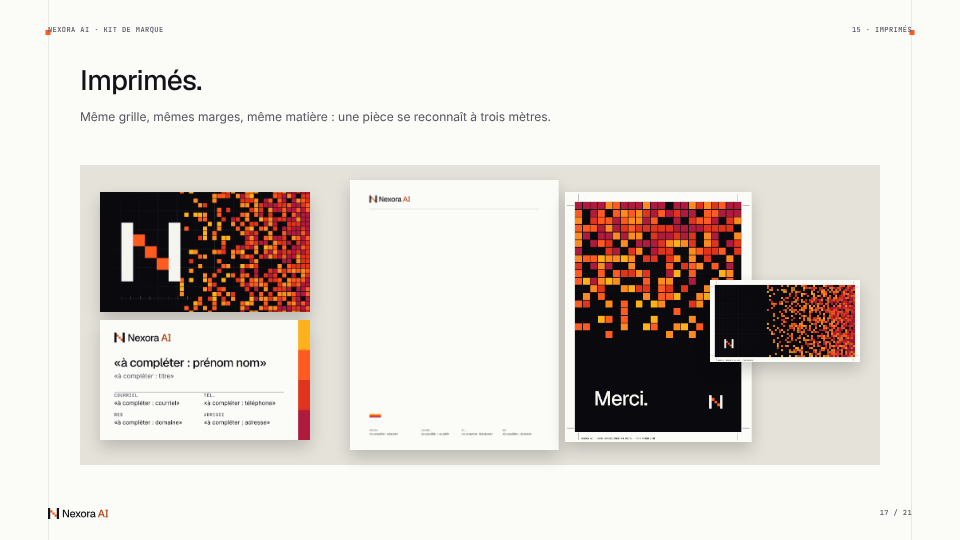 NEXORA AI · KIT DE MARQUE
15 · IMPRIMÉS
Imprimés.
Même grille, mêmes marges, même matière : une pièce se reconnaît à trois mètres.
Nexora AI
«à compléter : prénom nom»
«à compléter : titre»
COURRIEL
TÉL.
«à compléter : courriel»
«à compléter : téléphone»
WEB
ADRESSE
«à compléter : domaine»
«à compléter : adresse»
Nexora AI
Merci.
Nexora AI
17 / 21